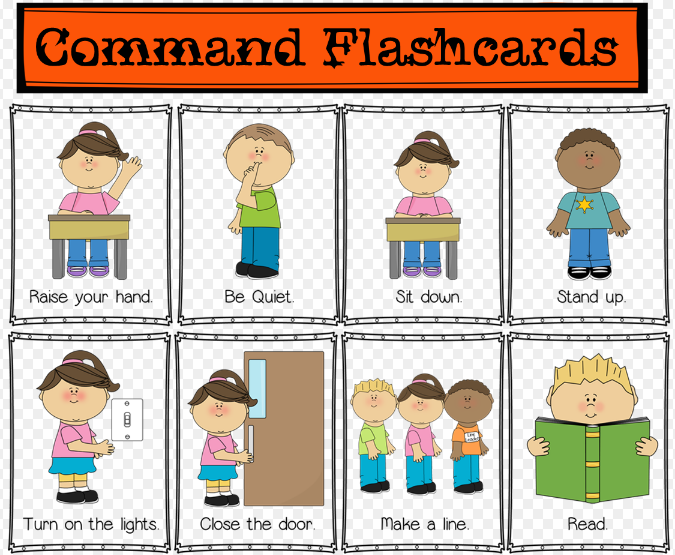 Command Flashcards
Raise your hand.
Be Quiet.
Sit down.
Stand up.
Turn on the lights.
Close the door.
Make a line.
Read.